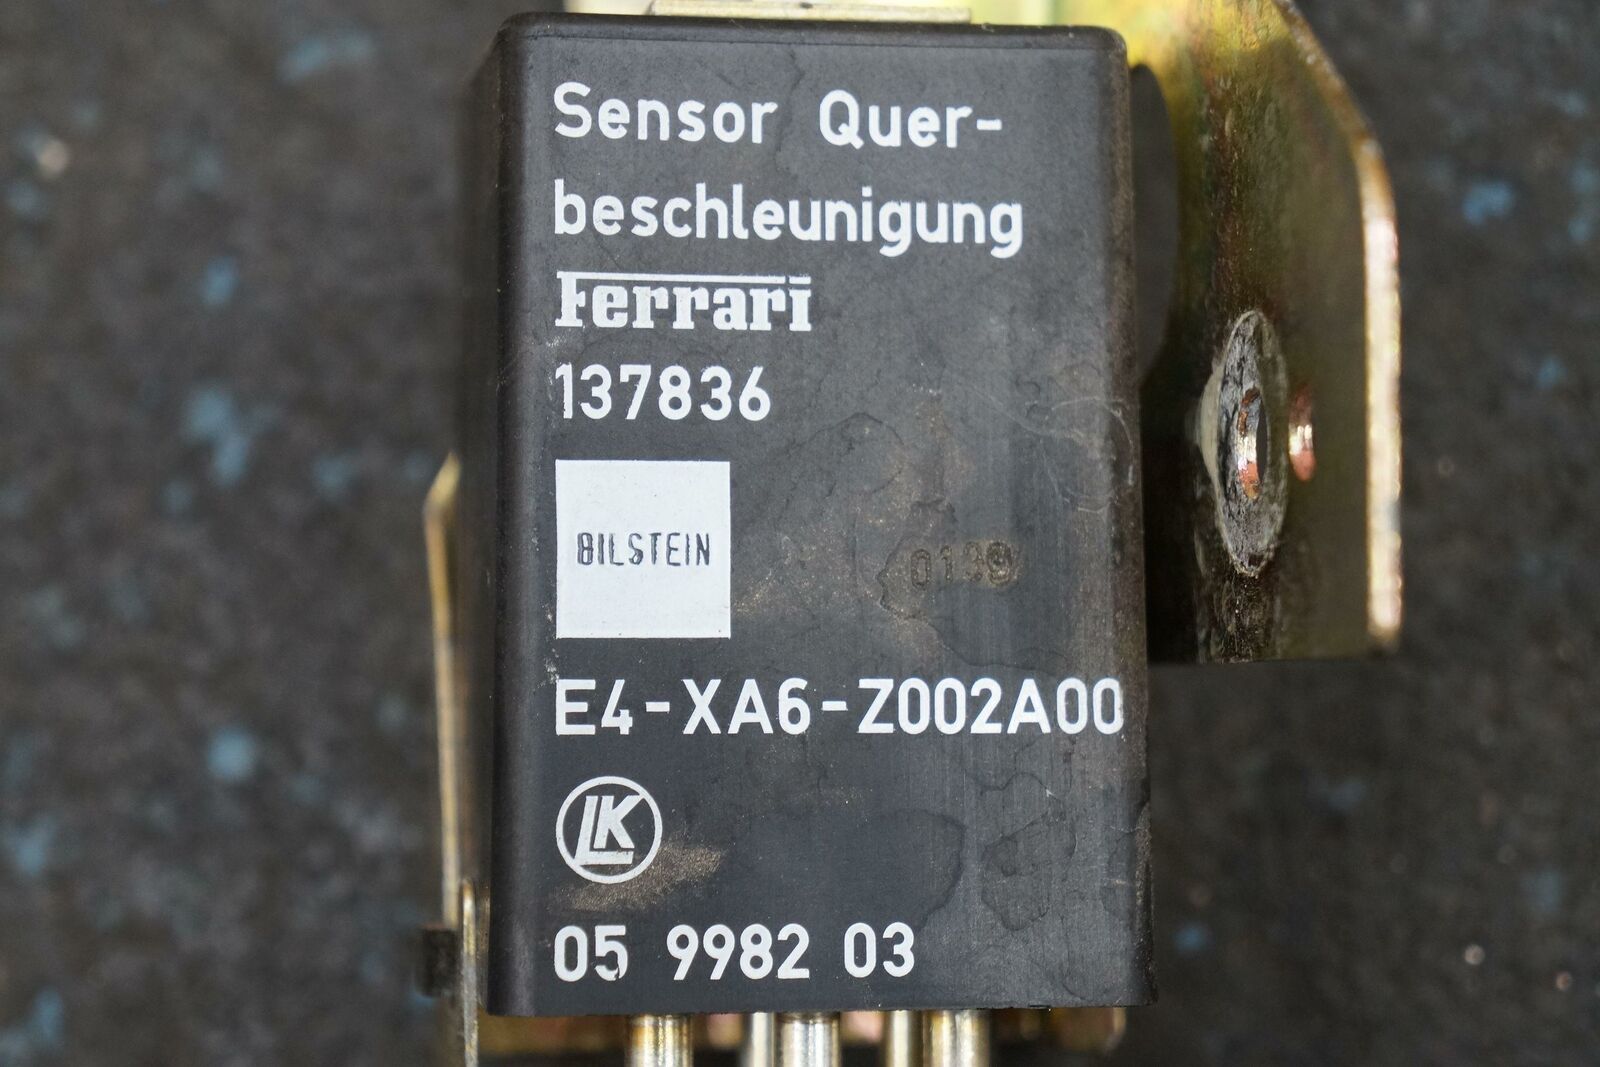 Sensor Quer-
beschleunigung
Ferrari
137836
BILSTEIN
E4-XA6-Z002A00
LK
05 9982 03